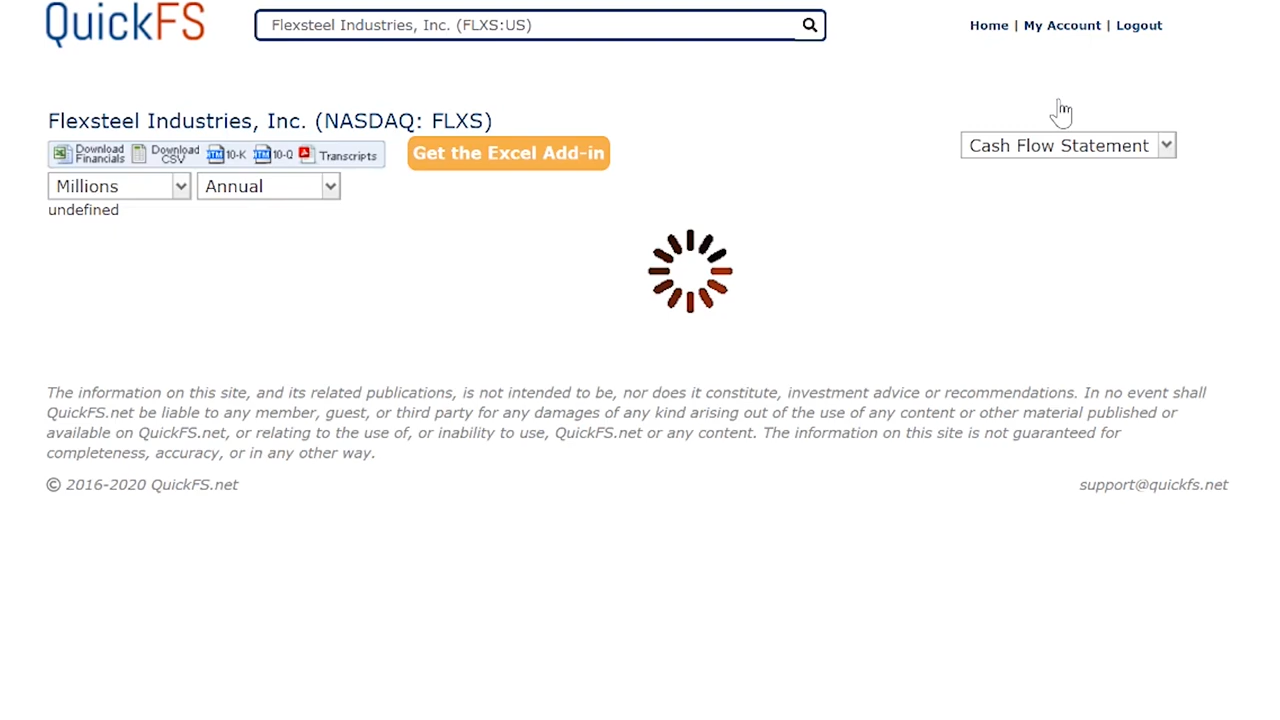 QuickFS
Flexsteel Industries, Inc. (FLXS:US)
Home | My Account | Logout
Flexsteel Industries, Inc. (NASDAQ: FLXS)
Download Financials Download CSV 10-K 10-Q Transcripts
Get the Excel Add-in
Cash Flow Statement
Millions Annual
undefined
The information on this site, and its related publications, is not intended to be, nor does it constitute, investment advice or recommendations. In no event shall
QuickFS.net be liable to any member, guest, or third party for any damages of any kind arising out of the use of any content or other material published or
available on QuickFS.net, or relating to the use of, or inability to use, QuickFS.net or any content. The information on this site is not guaranteed for
completeness, accuracy, or in any other way.
© 2016-2020 QuickFS.net support@quickfs.net